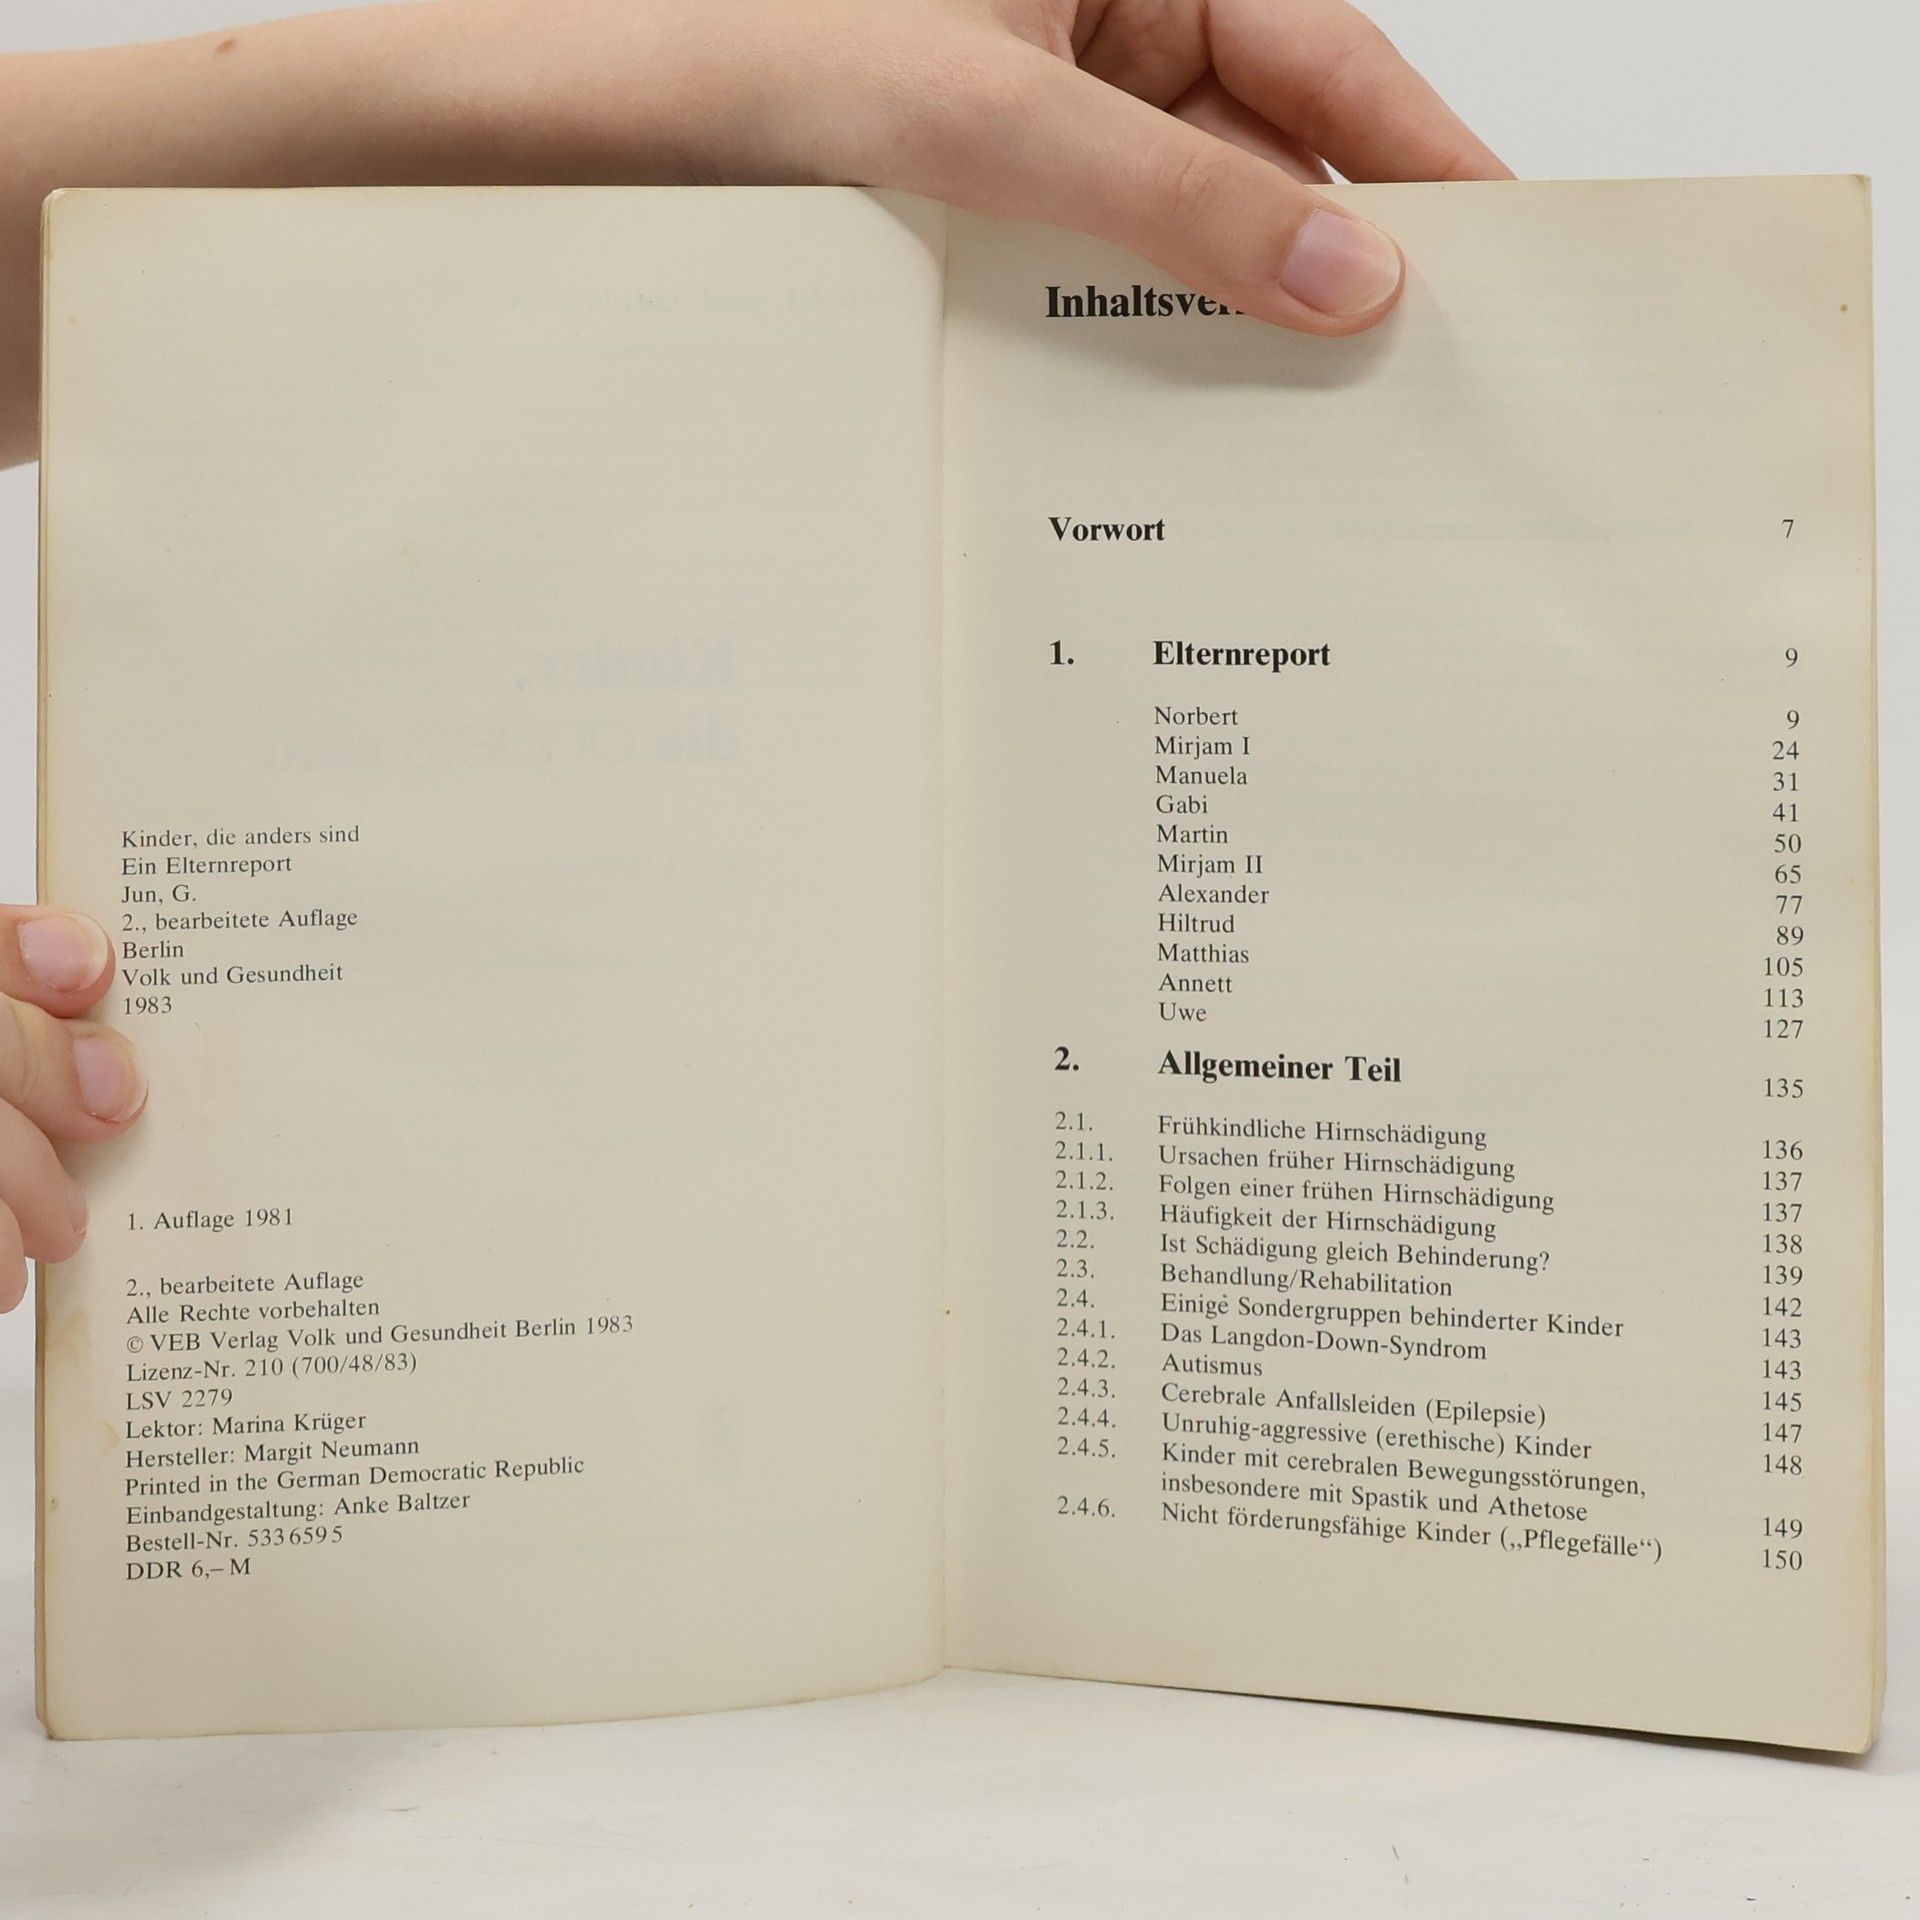 Kinder, die anders sind
Ein Elternreport
Jun, G.
2., bearbeitete Auflage
Berlin
Volk und Gesundheit
1983
1. Auflage 1981
2., bearbeitete Auflage
Alle Rechte vorbehalten
© VEB Verlag Volk und Gesundheit Berlin 1983
Lizenz-Nr. 210 (700/48/83)
LSV 2279
Lektor: Marina Krüger
Hersteller: Margit Neumann
Printed in the German Democratic Republic
Einbandgestaltung: Anke Baltzer
Bestell-Nr. 533 659 5
DDR 6,– M
Vorwort 7
1. Elternreport 9
Norbert 9
Mirjam I 24
Manuela 31
Gabi 41
Martin 50
Mirjam II 65
Alexander 77
Hiltrud 89
Matthias 105
Annett 113
Uwe 127
2. Allgemeiner Teil 135
2.1. Frühkindliche Hirnschädigung 136
2.1.1. Ursachen früher Hirnschädigung 137
2.1.2. Folgen einer frühen Hirnschädigung 137
2.1.3. Häufigkeit der Hirnschädigung 138
2.2. Ist Schädigung gleich Behinderung? 139
2.3. Behandlung/Rehabilitation 142
2.4. Einige Sondergruppen behinderter Kinder 143
2.4.1. Das Langdon-Down-Syndrom 143
2.4.2. Autismus 145
2.4.3. Cerebrale Anfallsleiden (Epilepsie) 147
2.4.4. Unruhig-aggressive (erethische) Kinder 148
2.4.5. Kinder mit cerebralen Bewegungsstörungen,
insbesondere mit Spastik und Athetose 149
2.4.6. Nicht förderungsfähige Kinder („Pflegefälle“) 150